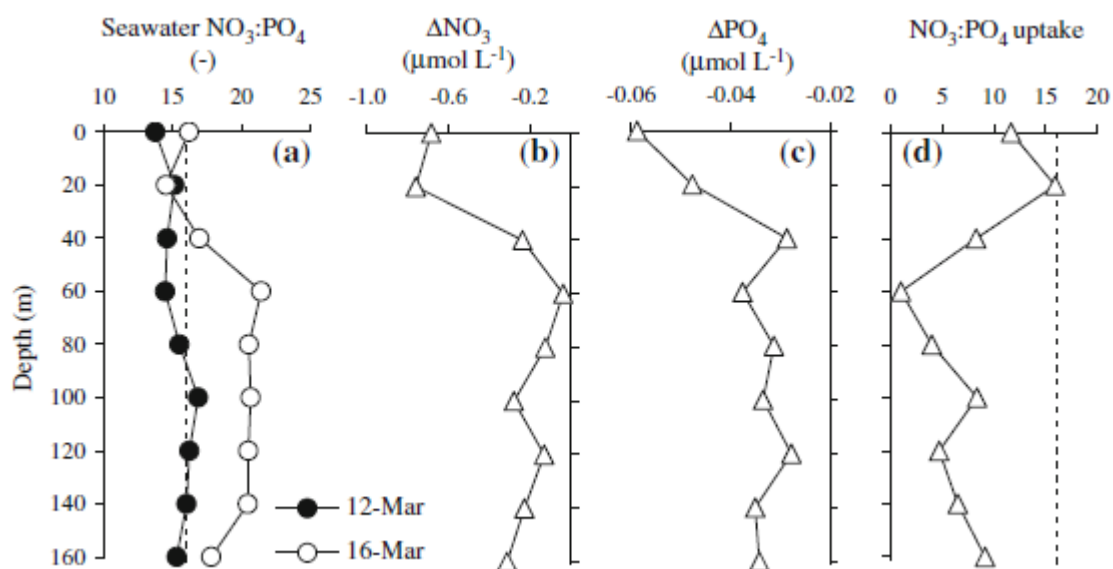 Seawater NO3:PO4
(-)
10 15 20 25
ΔNO3
(µmol L-1)
-1.0 -0.6 -0.2
ΔPO4
(µmol L-1)
-0.06 -0.04 -0.02
NO3:PO4 uptake
0 5 10 15 20
(a) (b) (c) (d)
Depth (m)
0
20
40
60
80
100
120
140
160
12-Mar
16-Mar